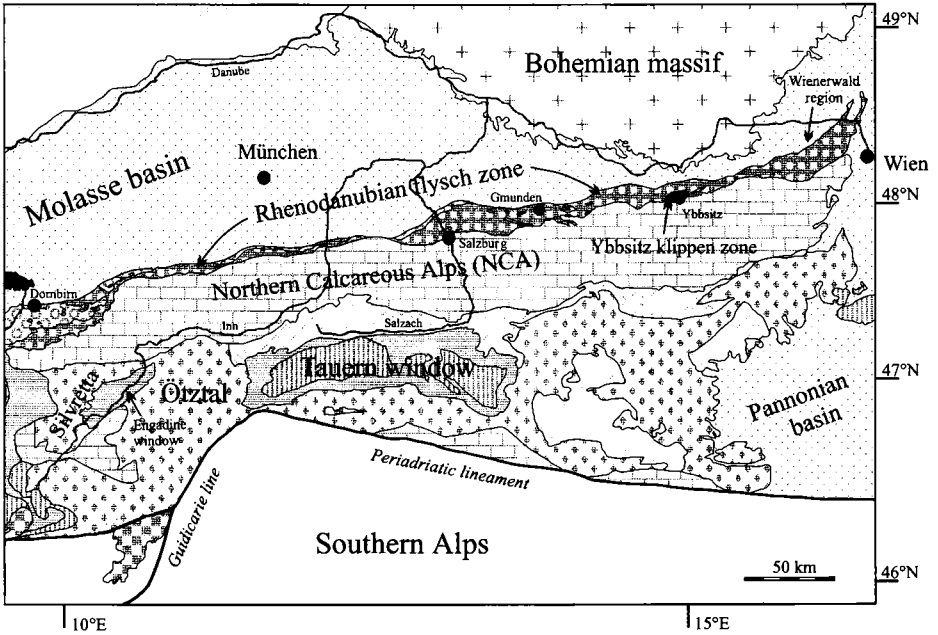 49°N
Bohemian massif
Danube
Wienerwald
region
München
Wien
Molasse basin
Rhenodanubian flysch zone
48°N
Gmunden
Ybbsitz
Salzburg
Ybbsitz klippen zone
Northern Calcareous Alps (NCA)
Dornbirn
Inn
Salzach
Tauern window
47°N
Silvretta
Ötztal
Pannonian
basin
Engadine
windows
Periadriatic lineament
Guidicarie line
Southern Alps
50 km
46°N
10°E
15°E